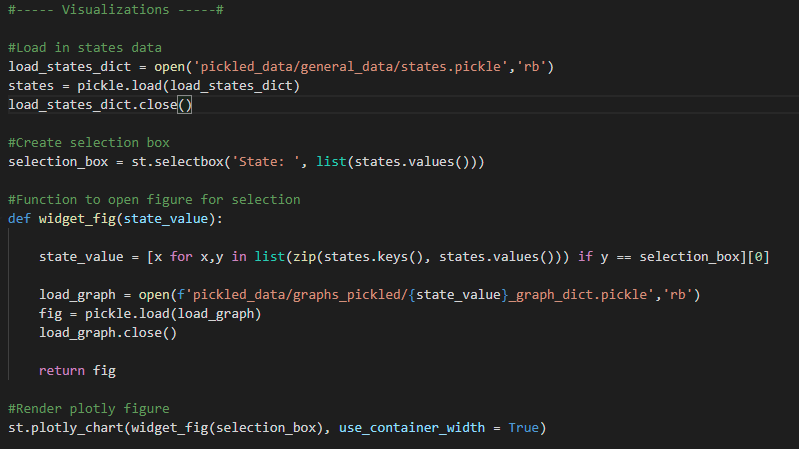 #----- Visualizations -----#
#Load in states data
load_states_dict = open('pickled_data/general_data/states.pickle','rb')
states = pickle.load(load_states_dict)
load_states_dict.close()
#Create selection box
selection_box = st.selectbox('State: ', list(states.values()))
#Function to open figure for selection
def widget_fig(state_value):
state_value = [x for x,y in list(zip(states.keys(), states.values())) if y == selection_box][0]
load_graph = open(f'pickled_data/graphs_pickled/{state_value}_graph_dict.pickle','rb')
fig = pickle.load(load_graph)
load_graph.close()
return fig
#Render plotly figure
st.plotly_chart(widget_fig(selection_box), use_container_width = True)